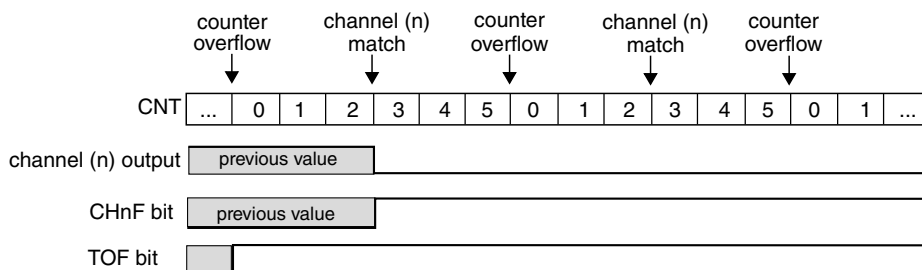 counter
overflow
channel (n)
match
counter
overflow
channel (n)
match
counter
overflow
CNT ... 0 1 2 3 4 5 0 1 2 3 4 5 0 1 ...
channel (n) output previous value
CHnF bit previous value
TOF bit